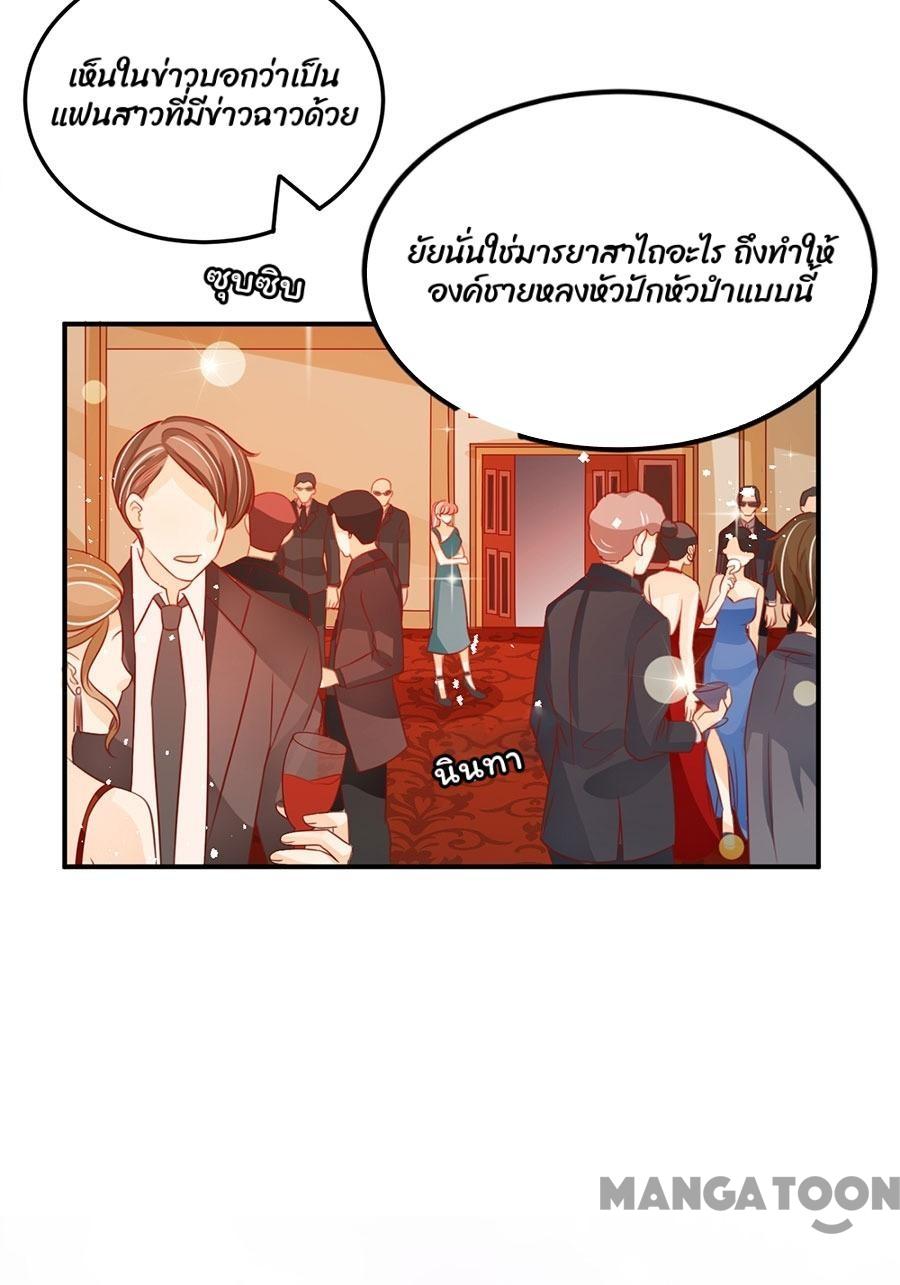 เห็นในข่าวบอกว่าเป็น
แฟนสาวที่มีข่าวฉาวด้วย
ยัยนั่นใช่มารยาสาไถอะไร ถึงทำให้
องค์ชายหลงหัวปักหัวปำแบบนี้
ซุบซิบ
นินทา
MANGATOON